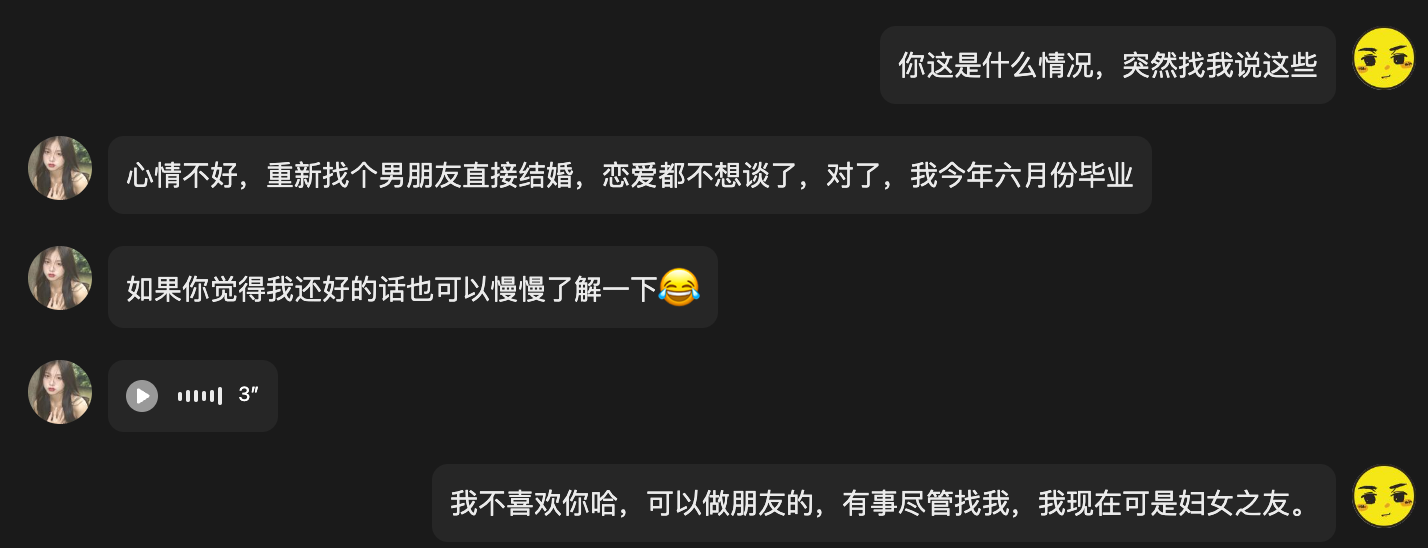 你这是什么情况，突然找我说这些
心情不好，重新找个男朋友直接结婚，恋爱都不想谈了，对了，我今年六月份毕业
如果你觉得我还好的话也可以慢慢了解一下😂
3"
我不喜欢你哈，可以做朋友的，有事尽管找我，我现在可是妇女之友。